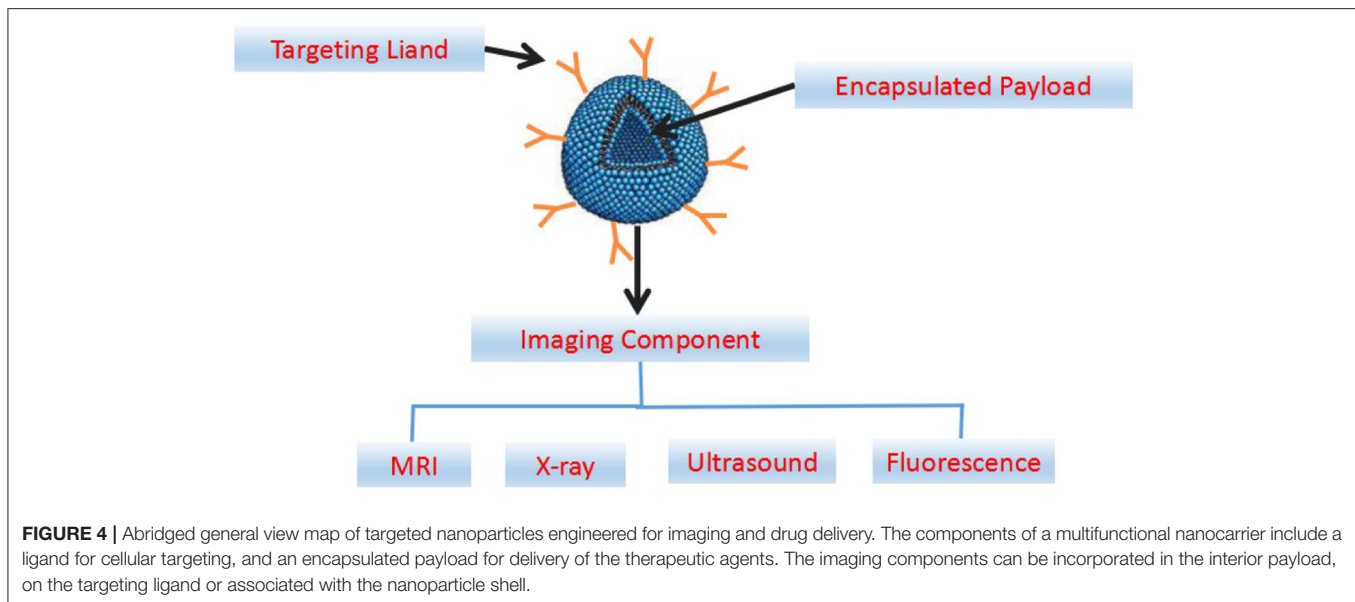 Targeting Liand
Encapsulated Payload
Imaging Component
MRI
X-ray
Ultrasound
Fluorescence
FIGURE 4 | Abridged general view map of targeted nanoparticles engineered for imaging and drug delivery. The components of a multifunctional nanocarrier include a
ligand for cellular targeting, and an encapsulated payload for delivery of the therapeutic agents. The imaging components can be incorporated in the interior payload,
on the targeting ligand or associated with the nanoparticle shell.